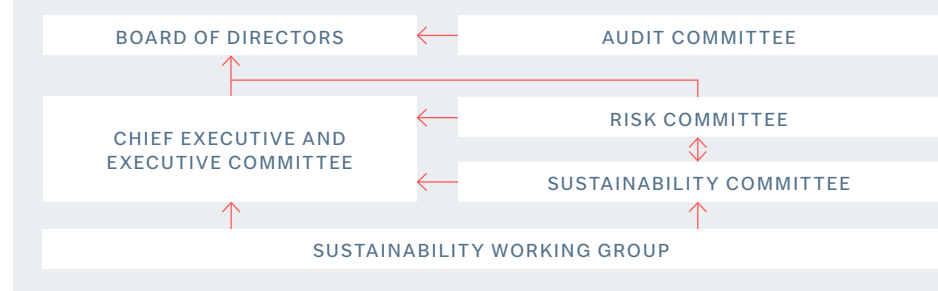 BOARD OF DIRECTORS
AUDIT COMMITTEE
CHIEF EXECUTIVE AND
EXECUTIVE COMMITTEE
RISK COMMITTEE
SUSTAINABILITY COMMITTEE
SUSTAINABILITY WORKING GROUP